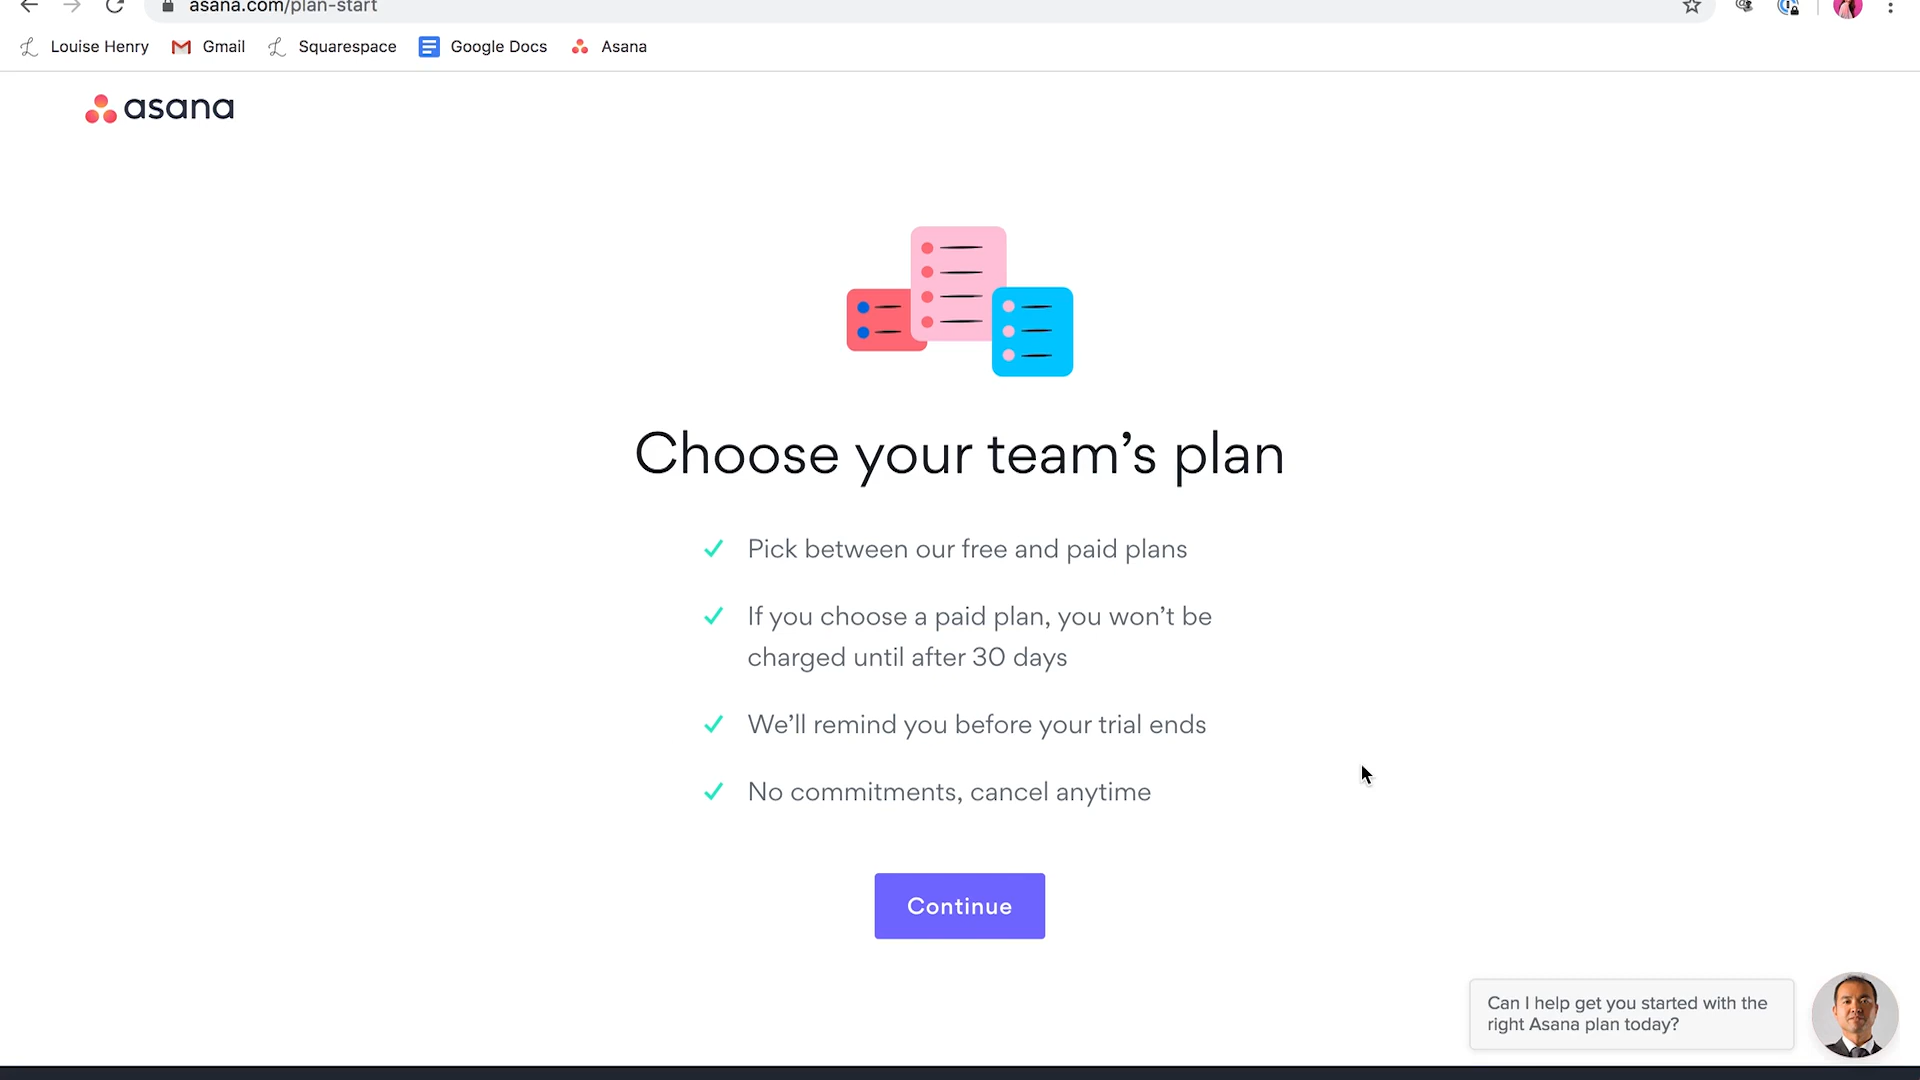 asana.com/plan-start
Louise Henry Gmail Squarespace Google Docs Asana
asana
Choose your team’s plan
Pick between our free and paid plans
If you choose a paid plan, you won’t be
charged until after 30 days
We’ll remind you before your trial ends
No commitments, cancel anytime
Continue
Can I help get you started with the
right Asana plan today?